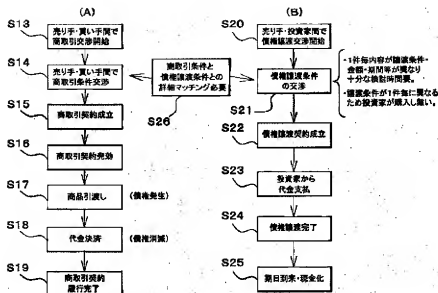 (A)
S13
売り手・買い手間で
商取引交渉開始
S14
売り手・買い手間で
商取引条件交渉
S15
商取引契約成立
S16
商取引契約発効
S17
商品引渡し
(債権発生)
S18
代金決済
(債権消滅)
S19
商取引契約
履行完了
商取引条件と
債権譲渡条件との
詳細マッチング必要
S26
(B)
S20
売り手・投資家間で
債権譲渡交渉開始
債権譲渡条件
の交渉
S21
・1件毎内容が譲渡条件・
金額・期間等が異なり
十分な検討時間要。
・譲渡条件が1件毎に異なる
ため投資家が購入し難い。
S22
債権譲渡契約成立
S23
投資家から
代金支払
S24
債権譲渡完了
S25
期日到来・現金化